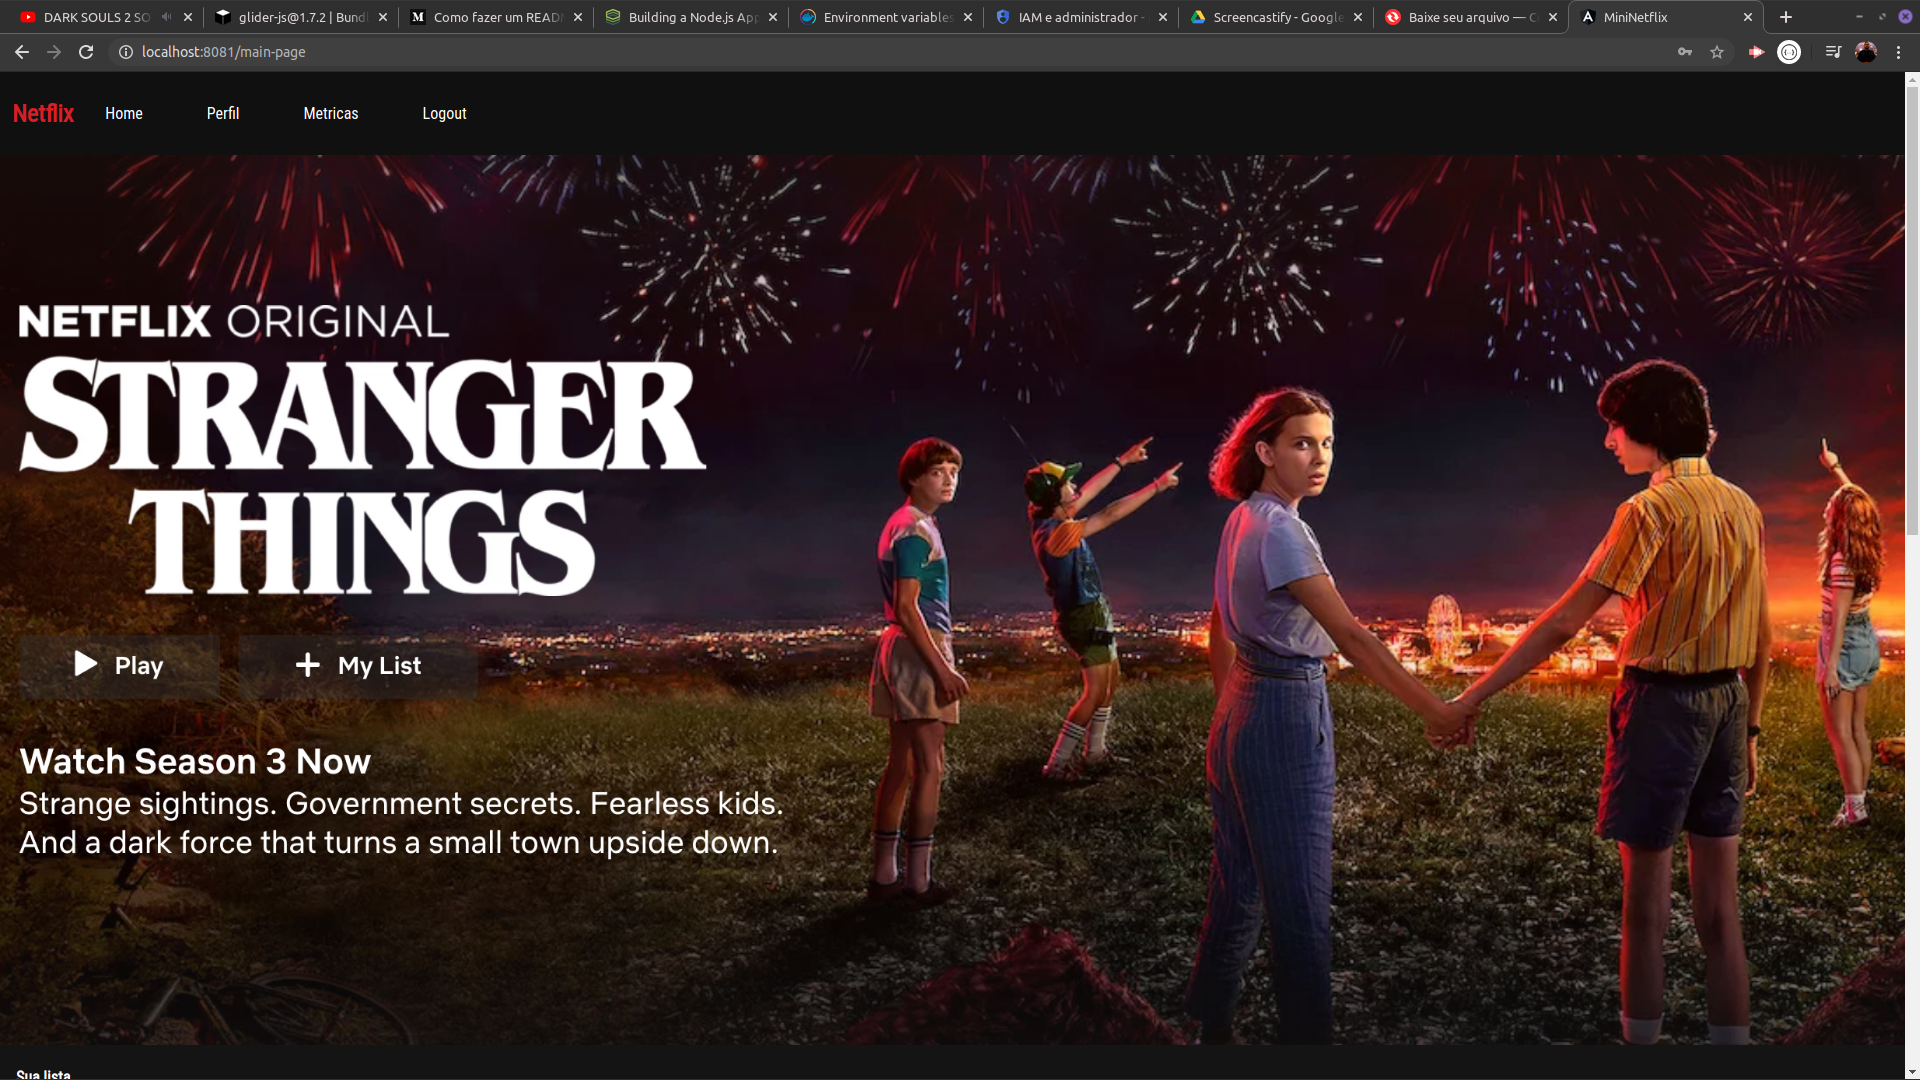 DARK SOULS 2 SO
glider-js@1.7.2 | Bundl
Como fazer um READM
Building a Node.js App
Environment variables
IAM e administrador -
Screencastify - Google
Baixe seu arquivo — C
MiniNetflix
localhost:8081/main-page
Netflix
Home
Perfil
Metricas
Logout
NETFLIX ORIGINAL
STRANGER
THINGS
Play
My List
Watch Season 3 Now
Strange sightings. Government secrets. Fearless kids.
And a dark force that turns a small town upside down.
Sua lista